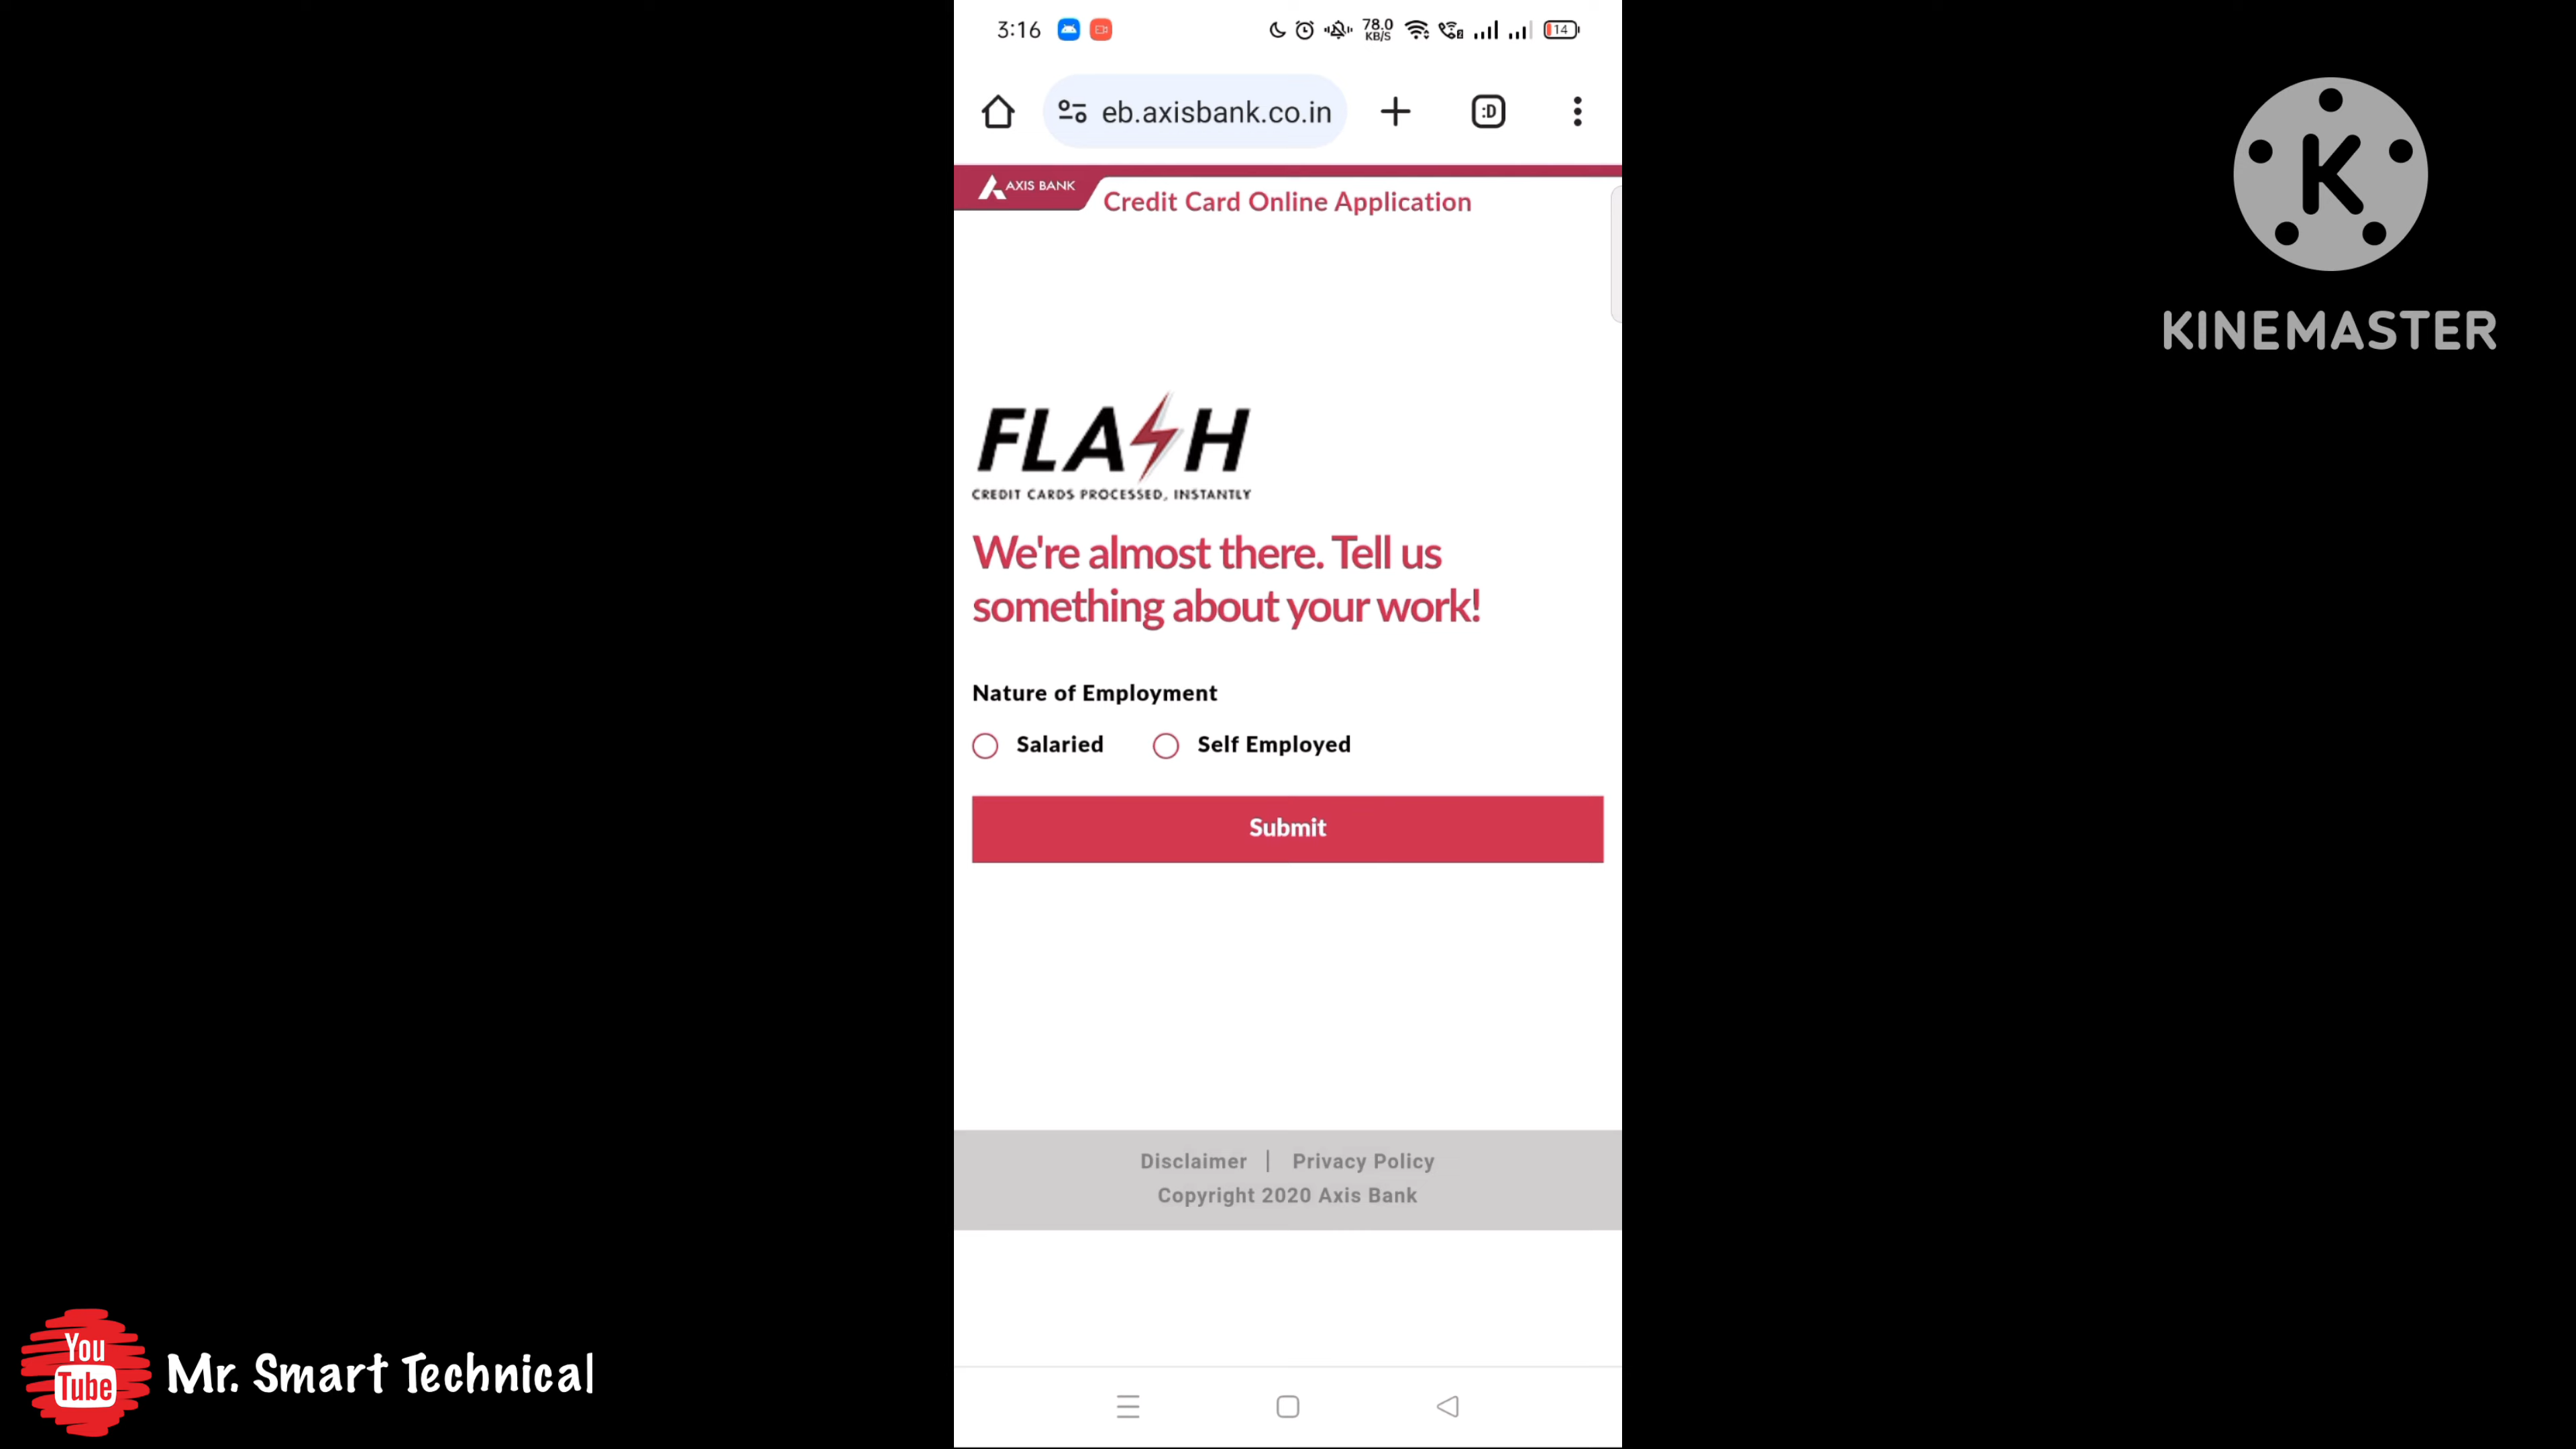 3:16
78.0
KB/S
14
eb.axisbank.co.in
:D
AXIS BANK
Credit Card Online Application
K
KINEMASTER
FLASH
CREDIT CARDS PROCESSED, INSTANTLY
We're almost there. Tell us
something about your work!
Nature of Employment
Salaried
Self Employed
Submit
Disclaimer | Privacy Policy
Copyright 2020 Axis Bank
You
Tube
Mr. Smart Technical